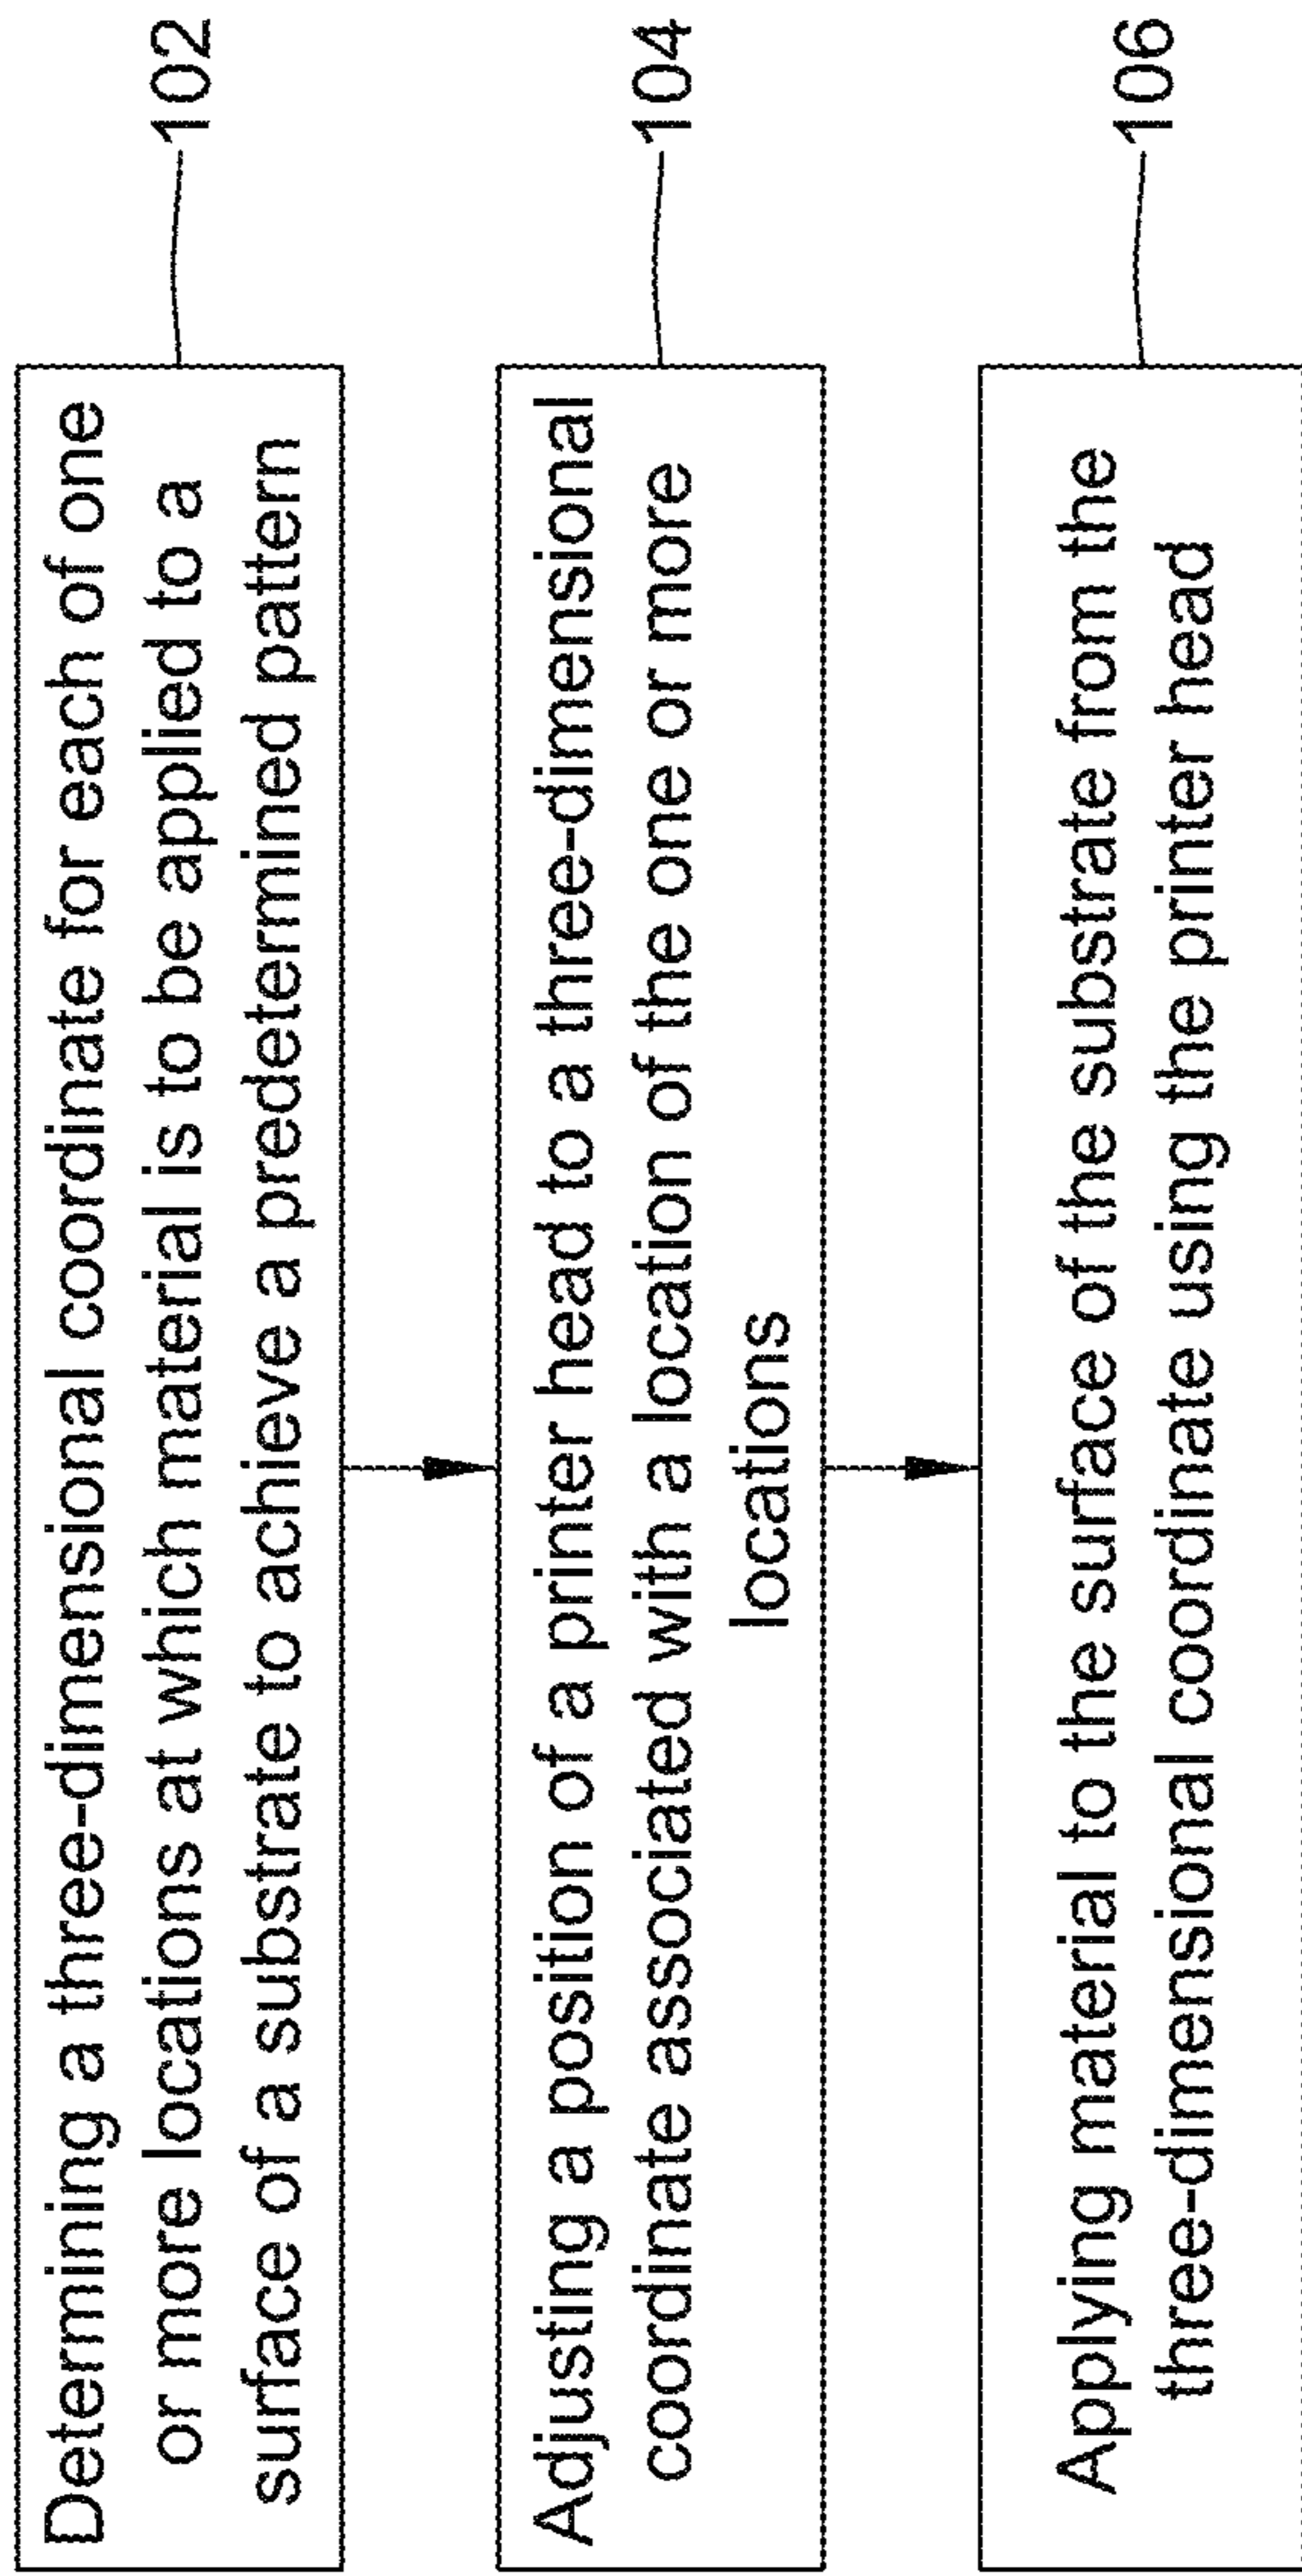 Determining a three-dimensional coordinate for each of one
or more locations at which material is to be applied to a
surface of a substrate to achieve a predetermined pattern
102
Adjusting a position of a printer head to a three-dimensional
coordinate associated with a location of the one or more
locations
104
Applying material to the surface of the substrate from the
three-dimensional coordinate using the printer head
106